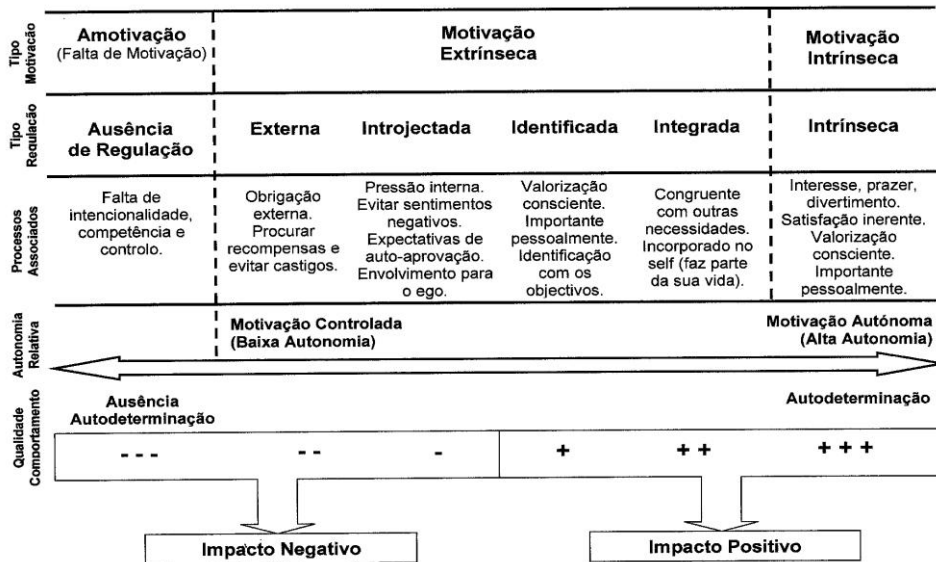 Tipo
Motivação
Amotivação
(Falta de Motivação)
Motivação
Extrínseca
Motivação
Intrínseca
Tipo
Regulação
Ausência
de Regulação
Externa
Introjectada
Identificada
Integrada
Intrínseca
Processos
Associados
Falta de
intencionalidade,
competência e
controlo.
Obrigação
externa.
Procurar
recompensas e
evitar castigos.
Pressão interna.
Evitar sentimentos
negativos.
Expectativas de
auto-aprovação.
Envolvimento para
o ego.
Valorização
consciente.
Importante
pessoalmente.
Identificação
com os
objectivos.
Congruente
com outras
necessidades.
Incorporado no
self (faz parte
da sua vida).
Interesse, prazer,
divertimento.
Satisfação inerente.
Valorização
consciente.
Importante
pessoalmente.
Autonomia
Relativa
Motivação Controlada
(Baixa Autonomia)
Motivação Autónoma
(Alta Autonomia)
Qualidade
Comportamento
Ausência
Autodeterminação
Autodeterminação
- - - -- - + ++ +++
Impacto Negativo
Impacto Positivo